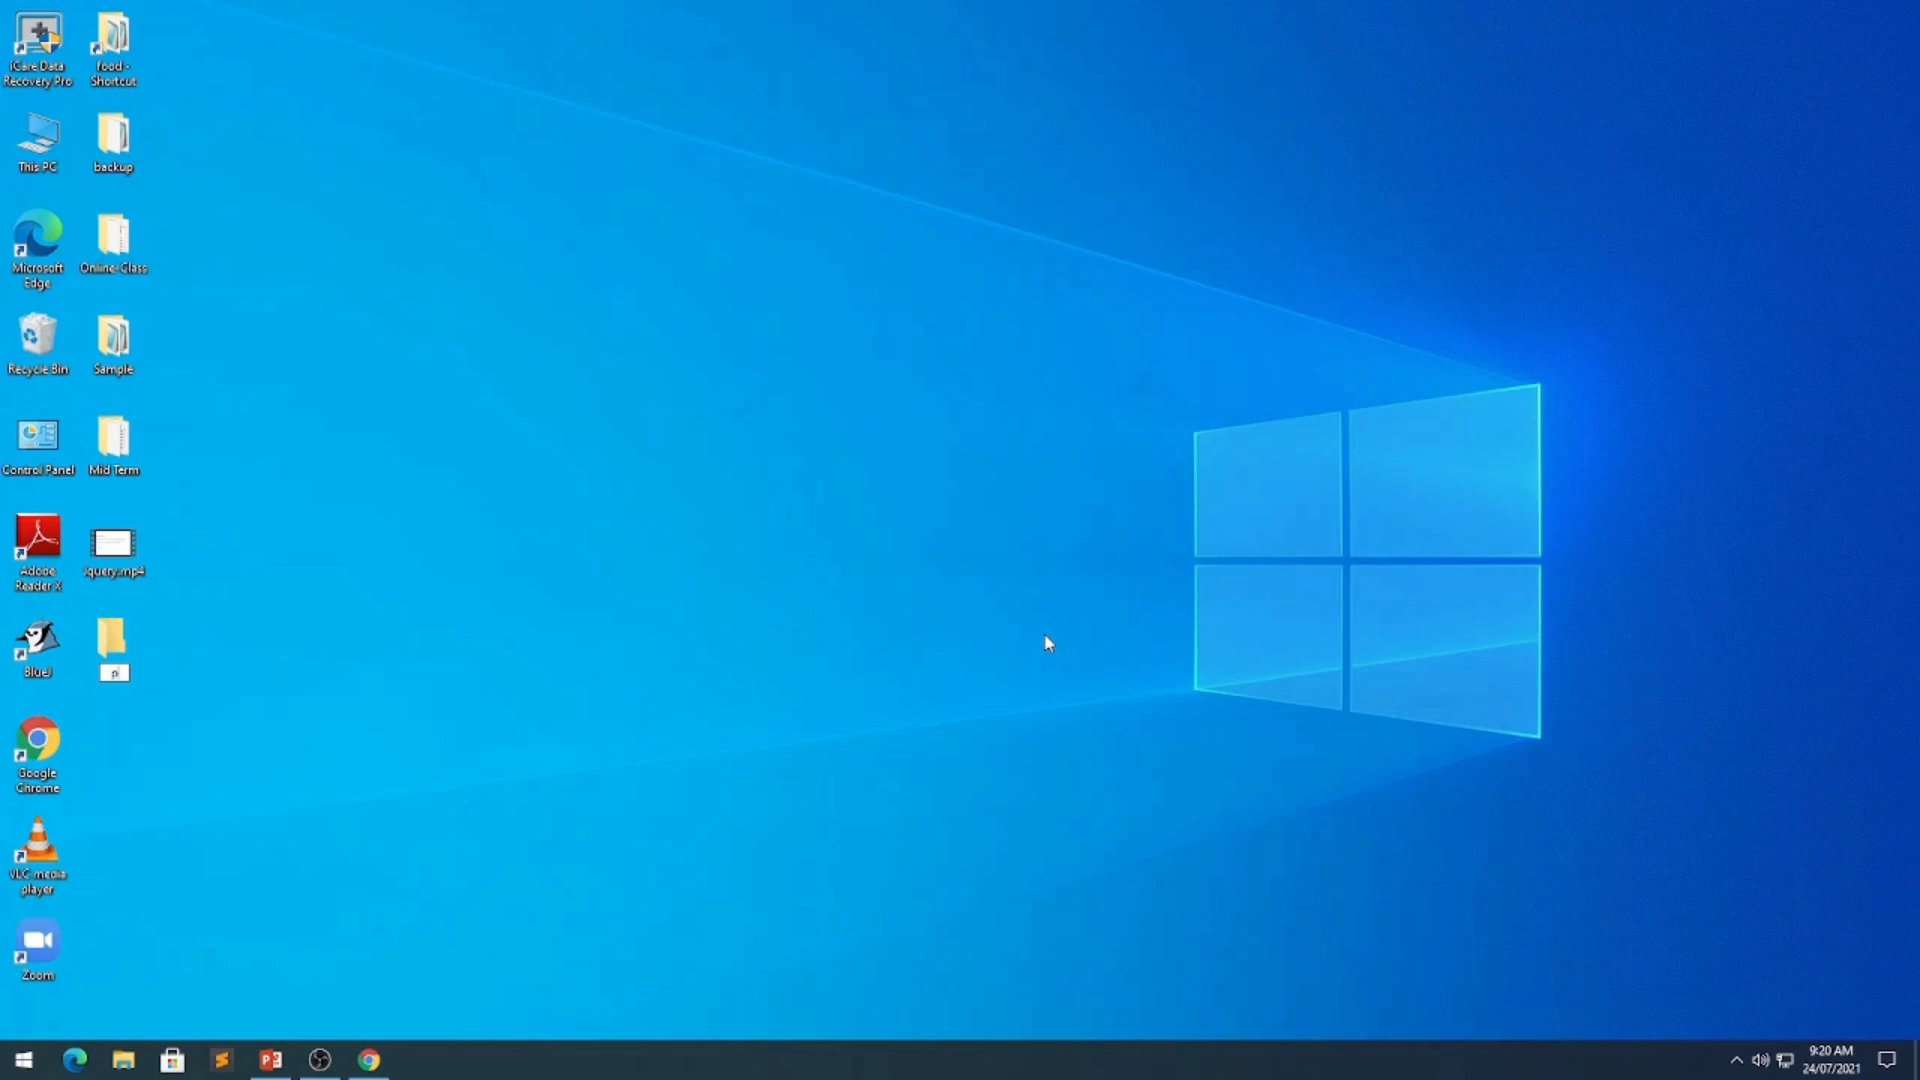 iCare Data
Recovery Pro
food -
Shortcut
This PC
backup
Microsoft
Edge
Online-Class
Recycle Bin
Sample
Control Panel
Mid Term
Adobe
Reader X
Jquery.mp4
BlueJ
p
Google
Chrome
VLC media
player
Zoom
9:20 AM
24/07/2021